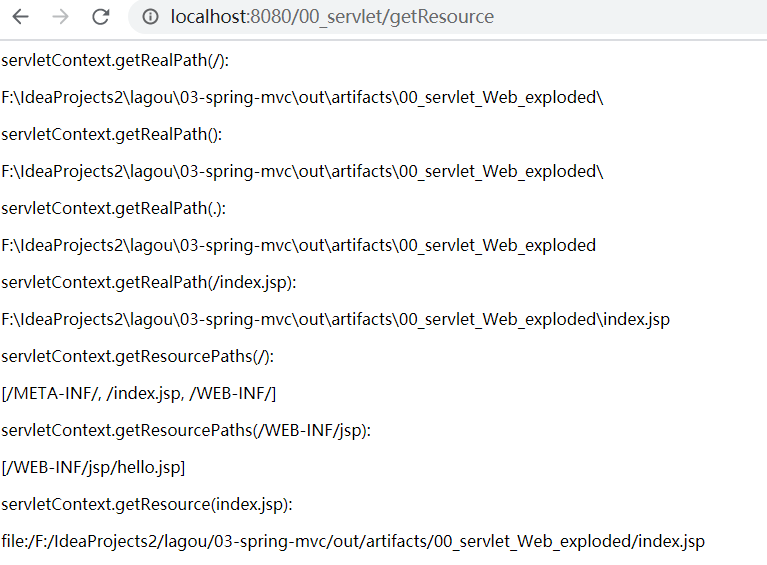 localhost:8080/00_servlet/getResource
servletContext.getRealPath(/):
F:\IdeaProjects2\lagou\03-spring-mvc\out\artifacts\00_servlet_Web_exploded\
servletContext.getRealPath():
F:\IdeaProjects2\lagou\03-spring-mvc\out\artifacts\00_servlet_Web_exploded\
servletContext.getRealPath(.):
F:\IdeaProjects2\lagou\03-spring-mvc\out\artifacts\00_servlet_Web_exploded
servletContext.getRealPath(/index.jsp):
F:\IdeaProjects2\lagou\03-spring-mvc\out\artifacts\00_servlet_Web_exploded\index.jsp
servletContext.getResourcePaths(/):
[/META-INF/, /index.jsp, /WEB-INF/]
servletContext.getResourcePaths(/WEB-INF/jsp):
[/WEB-INF/jsp/hello.jsp]
servletContext.getResource(index.jsp):
file:/F:/IdeaProjects2/lagou/03-spring-mvc/out/artifacts/00_servlet_Web_exploded/index.jsp